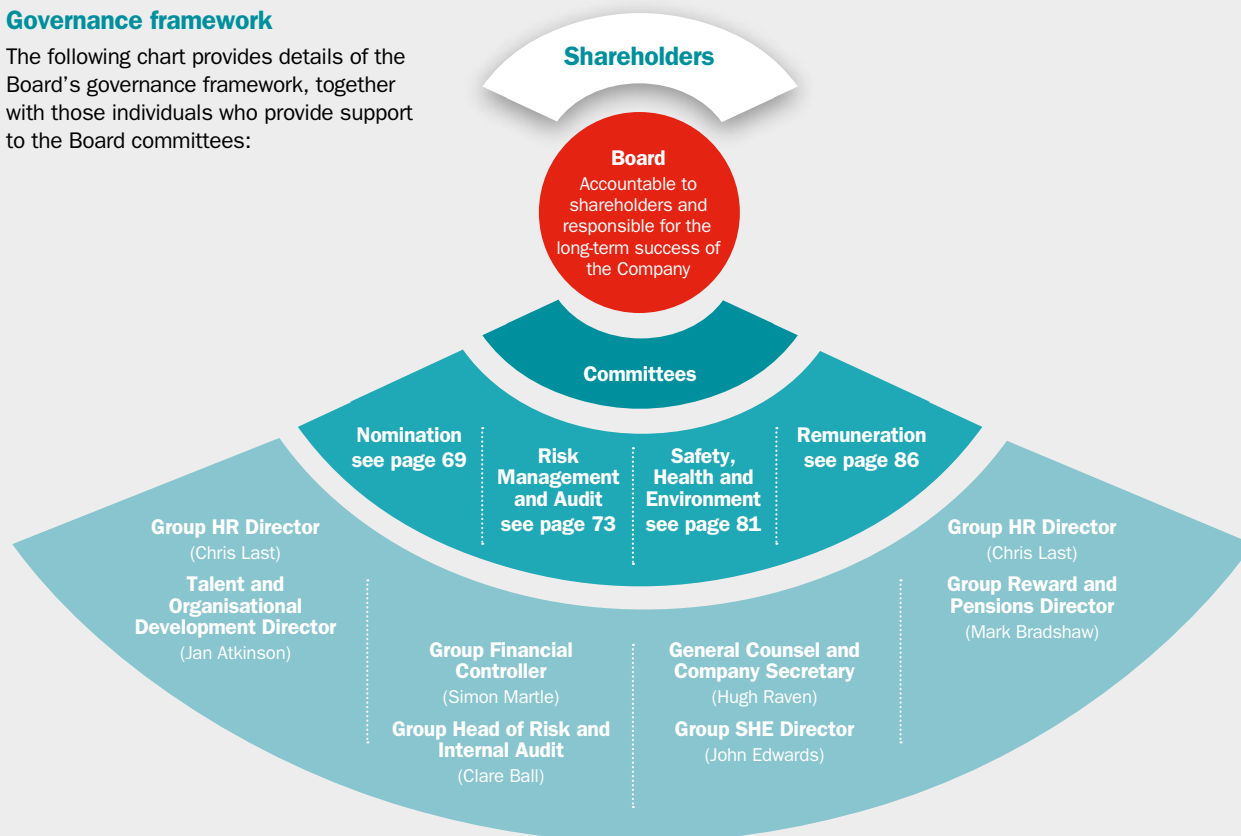 Governance framework
The following chart provides details of the
Board’s governance framework, together
with those individuals who provide support
to the Board committees:
Shareholders
Board
Accountable to
shareholders and
responsible for the
long-term success of
the Company
Committees
Nomination
see page 69
Risk
Management
and Audit
see page 73
Safety,
Health and
Environment
see page 81
Remuneration
see page 86
Group HR Director
(Chris Last)
Talent and
Organisational
Development Director
(Jan Atkinson)
Group Financial
Controller
(Simon Martle)
Group Head of Risk and
Internal Audit
(Clare Ball)
General Counsel and
Company Secretary
(Hugh Raven)
Group SHE Director
(John Edwards)
Group HR Director
(Chris Last)
Group Reward and
Pensions Director
(Mark Bradshaw)